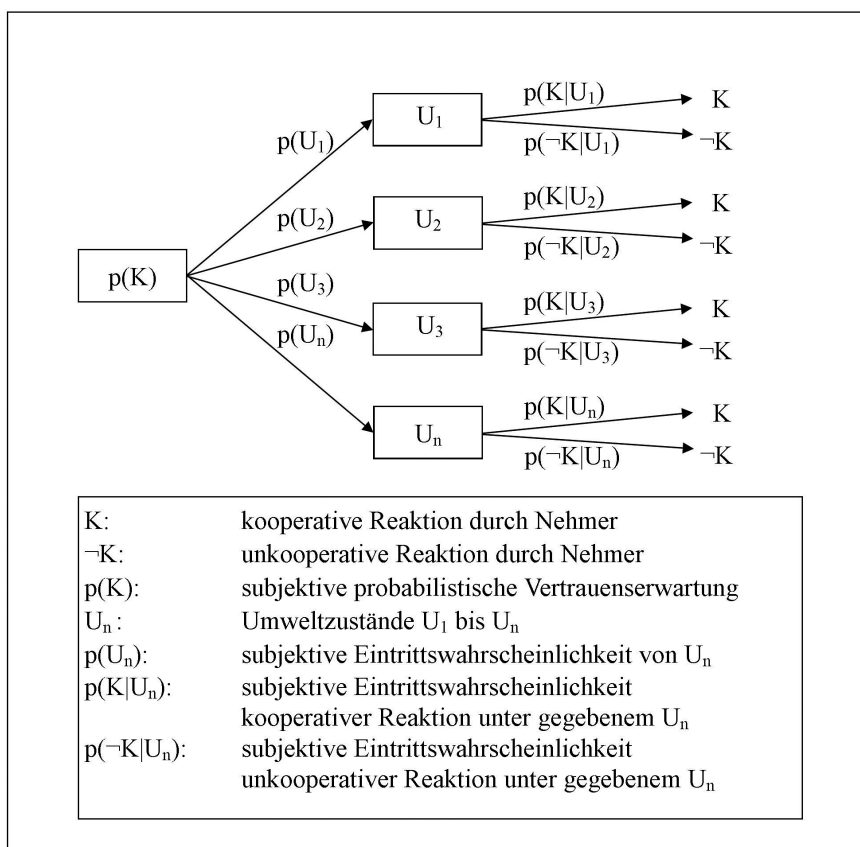 p(K|U₁)
K
U₁
p(U₁)
p(¬K|U₁)
¬K
p(K|U₂)
K
p(U₂)
U₂
p(¬K|U₂)
¬K
p(K)
p(U₃)
p(K|U₃)
K
U₃
p(Uₙ)
p(¬K|U₃)
¬K
p(K|Uₙ)
K
Uₙ
p(¬K|Uₙ)
¬K
K: kooperative Reaktion durch Nehmer
¬K: unkooperative Reaktion durch Nehmer
p(K): subjektive probabilistische Vertrauenserwartung
Uₙ : Umweltzustände U₁ bis Uₙ
p(Uₙ): subjektive Eintrittswahrscheinlichkeit von Uₙ
p(K|Uₙ): subjektive Eintrittswahrscheinlichkeit
kooperativer Reaktion unter gegebenem Uₙ
p(¬K|Uₙ): subjektive Eintrittswahrscheinlichkeit
unkooperativer Reaktion unter gegebenem Uₙ